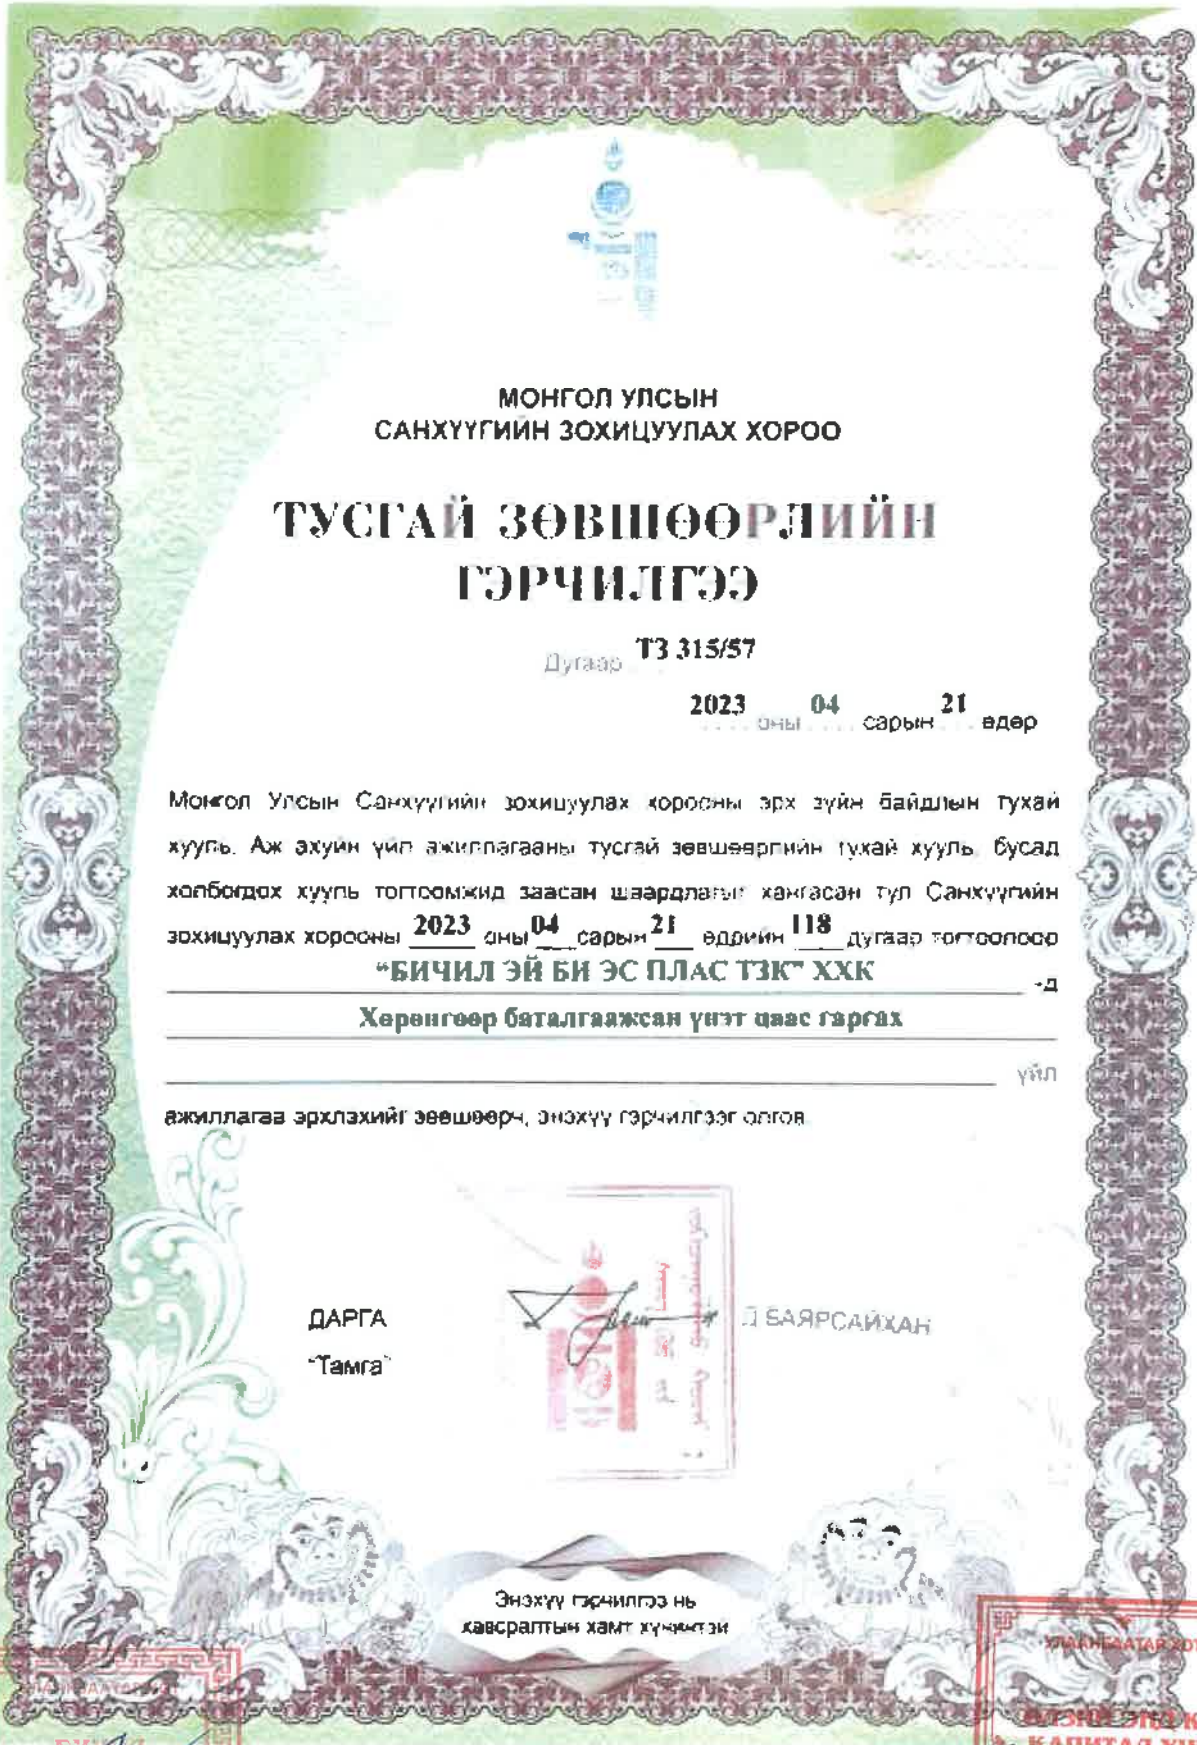 МОНГОЛ УЛСЫН
САНХҮҮГИЙН ЗОХИЦУУЛАХ ХОРОО
ТУСГАЙ ЗӨВШӨӨРЛИЙН
ГЭРЧИЛГЭЭ
Дугаар ТЗ 315/57
2023 оны 04 сарын 21 өдөр
Монгол Улсын Санхүүгийн зохицуулах хорооны эрх зүйн байдлын тухай
хууль. Аж ахуйн үйл ажиллагааны тусгай зөвшөөрлийн тухай хууль, бусад
холбогдох хууль тогтоомжид заасан шаардлагыг хангасан тул Санхүүгийн
зохицуулах хорооны 2023 оны 04 сарын 21 өдрийн 118 дугаар тогтоолоор
“БИЧИЛ ЭЙ БИ ЭС ПЛАС ТЗК” ХХК -д
Хөрөнгөөр баталгаажсан үнэт цаас гаргах
үйл
ажиллагаа эрхлэхийг зөвшөөрч, энэхүү гэрчилгээг олгов
ДАРГА Д БАЯРСАЙХАН
"Тамга"
Энэхүү гэрчилгээ нь
хавсралтын хамт хүчинтэй
УЛААНБААТАР ХОТ
КАПИТАЛ